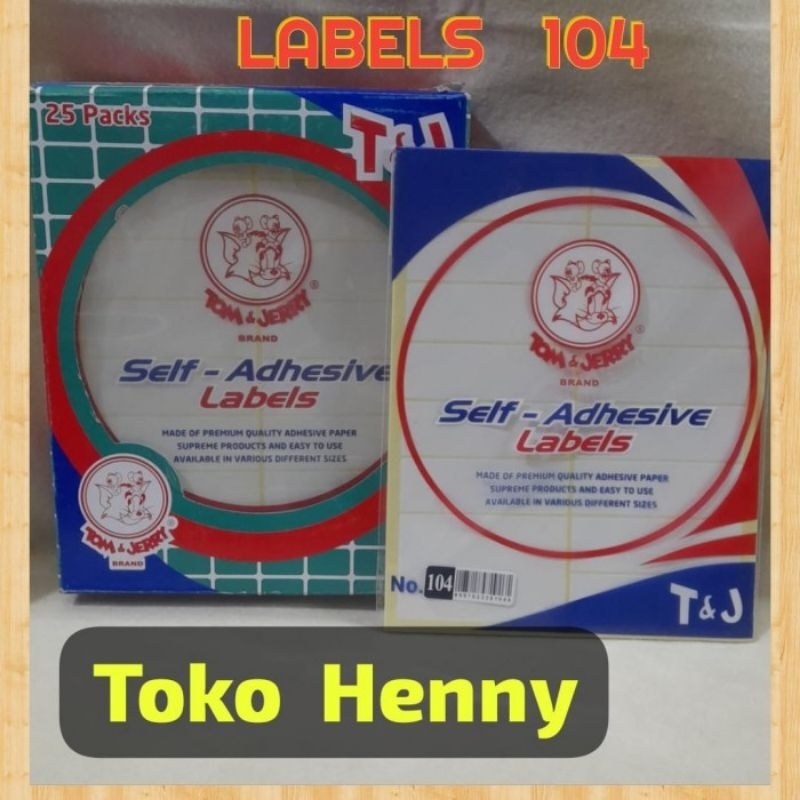 LABELS 104
25 Packs
T&J
TOM & JERRY®
BRAND
Self - Adhesive
Labels
MADE OF PREMIUM QUALITY ADHESIVE PAPER
SUPREME PRODUCTS AND EASY TO USE
AVAILABLE IN VARIOUS DIFFERENT SIZES
TOM & JERRY®
BRAND
TOM & JERRY®
BRAND
Self - Adhesive
Labels
MADE OF PREMIUM QUALITY ADHESIVE PAPER
SUPREME PRODUCTS AND EASY TO USE
AVAILABLE IN VARIOUS DIFFERENT SIZES
No. 104
T&J
Toko Henny